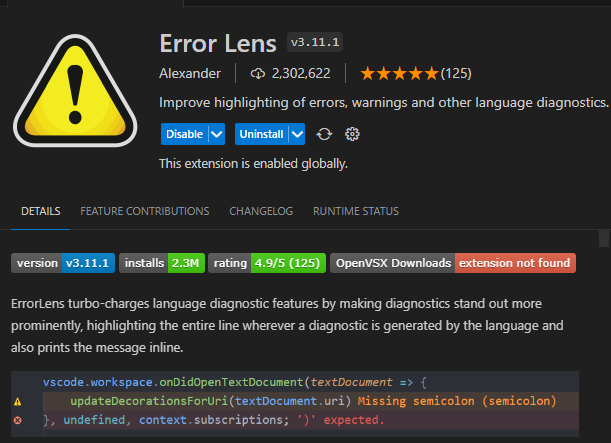 Error Lens v3.11.1
Alexander 2,302,622 ★★★★★(125)
Improve highlighting of errors, warnings and other language diagnostics.
Disable Uninstall
This extension is enabled globally.
DETAILS FEATURE CONTRIBUTIONS CHANGELOG RUNTIME STATUS
version v3.11.1 installs 2.3M rating 4.9/5 (125) OpenVSX Downloads extension not found
ErrorLens turbo-charges language diagnostic features by making diagnostics stand out more
prominently, highlighting the entire line wherever a diagnostic is generated by the language and
also prints the message inline.
vscode.workspace.onDidOpenTextDocument(textDocument => {
updateDecorationsForUri(textDocument.uri) Missing semicolon (semicolon)
}, undefined, context.subscriptions; ')' expected.